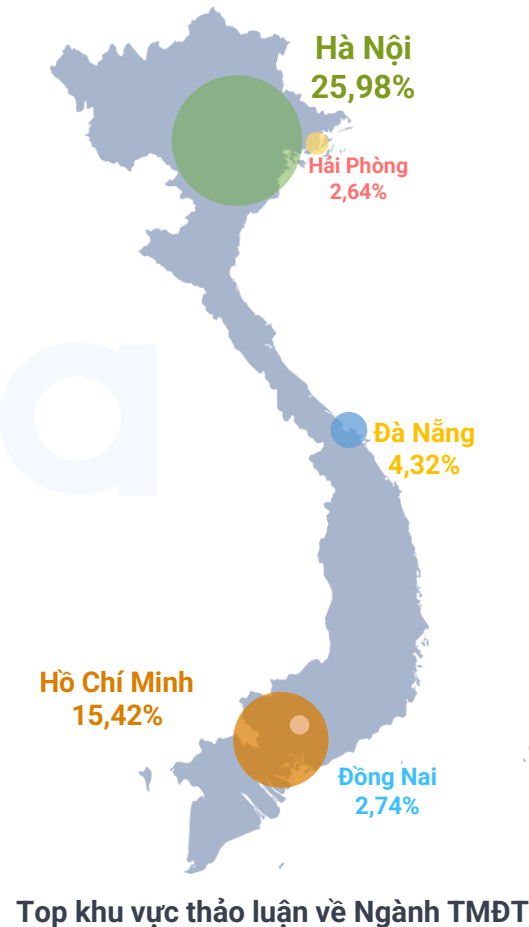 Hà Nội
25,98%
Hải Phòng
2,64%
Đà Nẵng
4,32%
Hồ Chí Minh
15,42%
Đồng Nai
2,74%
Top khu vực thảo luận về Ngành TMĐT